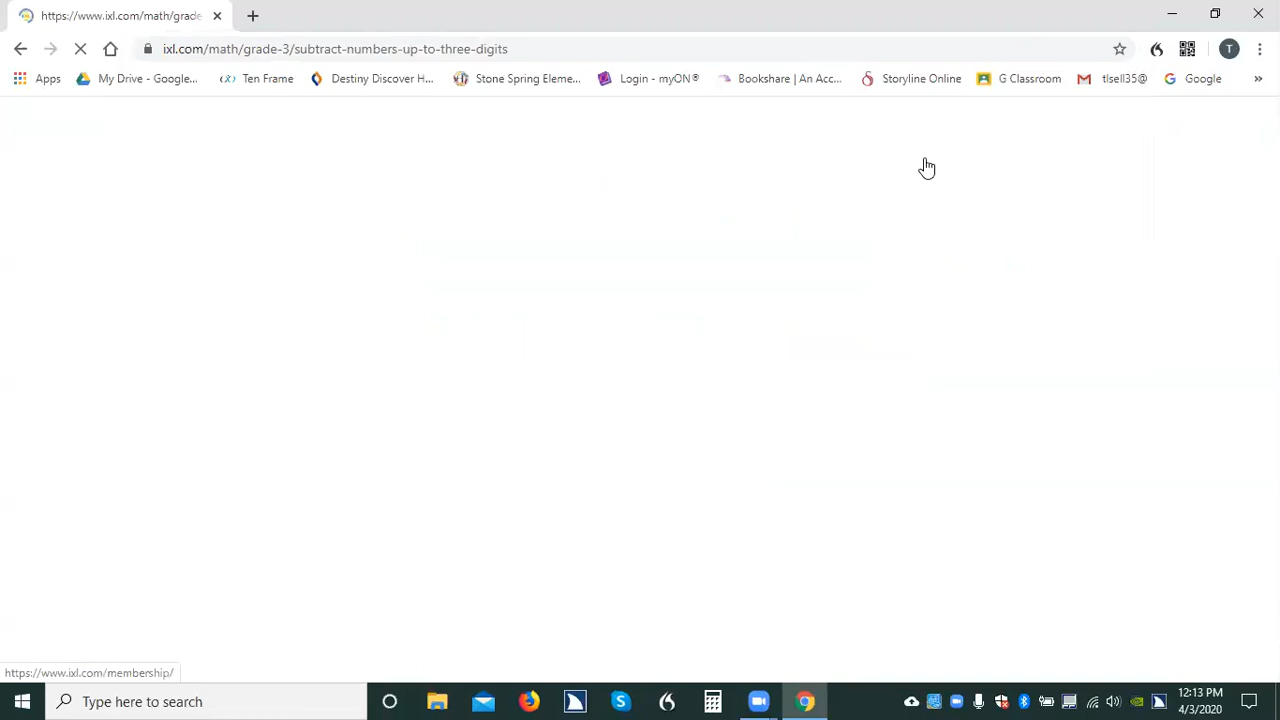 https://www.ixl.com/math/grade-
ixl.com/math/grade-3/subtract-numbers-up-to-three-digits
T
Apps My Drive - Google... Ten Frame Destiny Discover H... Stone Spring Eleme... Login - myON® Bookshare | An Acc... Storyline Online G Classroom tlsell35@ Google »
https://www.ixl.com/membership/
Type here to search
12:13 PM
4/3/2020